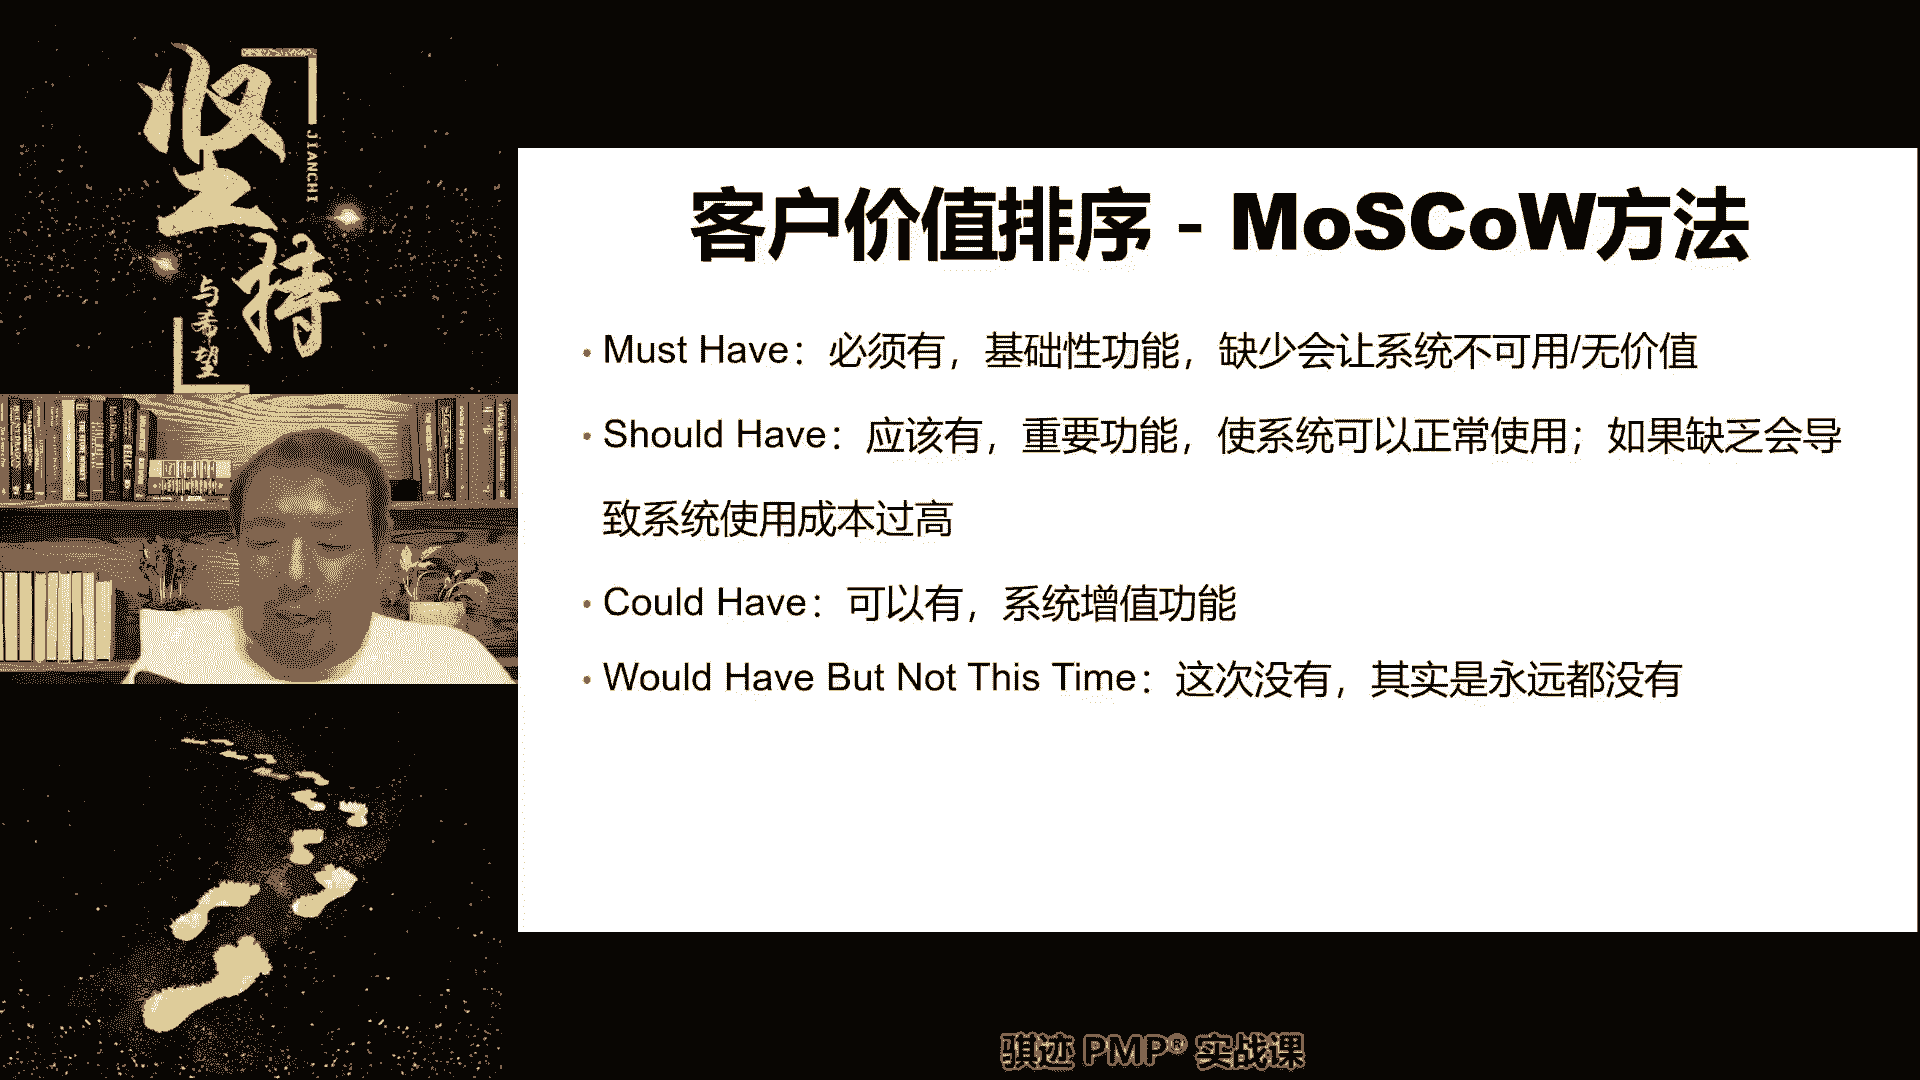 坚持
JIANCHI
与希望
客户价值排序 - MoSCoW方法
• Must Have：必须有，基础性功能，缺少会让系统不可用/无价值
• Should Have：应该有，重要功能，使系统可以正常使用；如果缺乏会导
致系统使用成本过高
• Could Have：可以有，系统增值功能
• Would Have But Not This Time：这次没有，其实是永远都没有
骐迹 PMP® 实战课